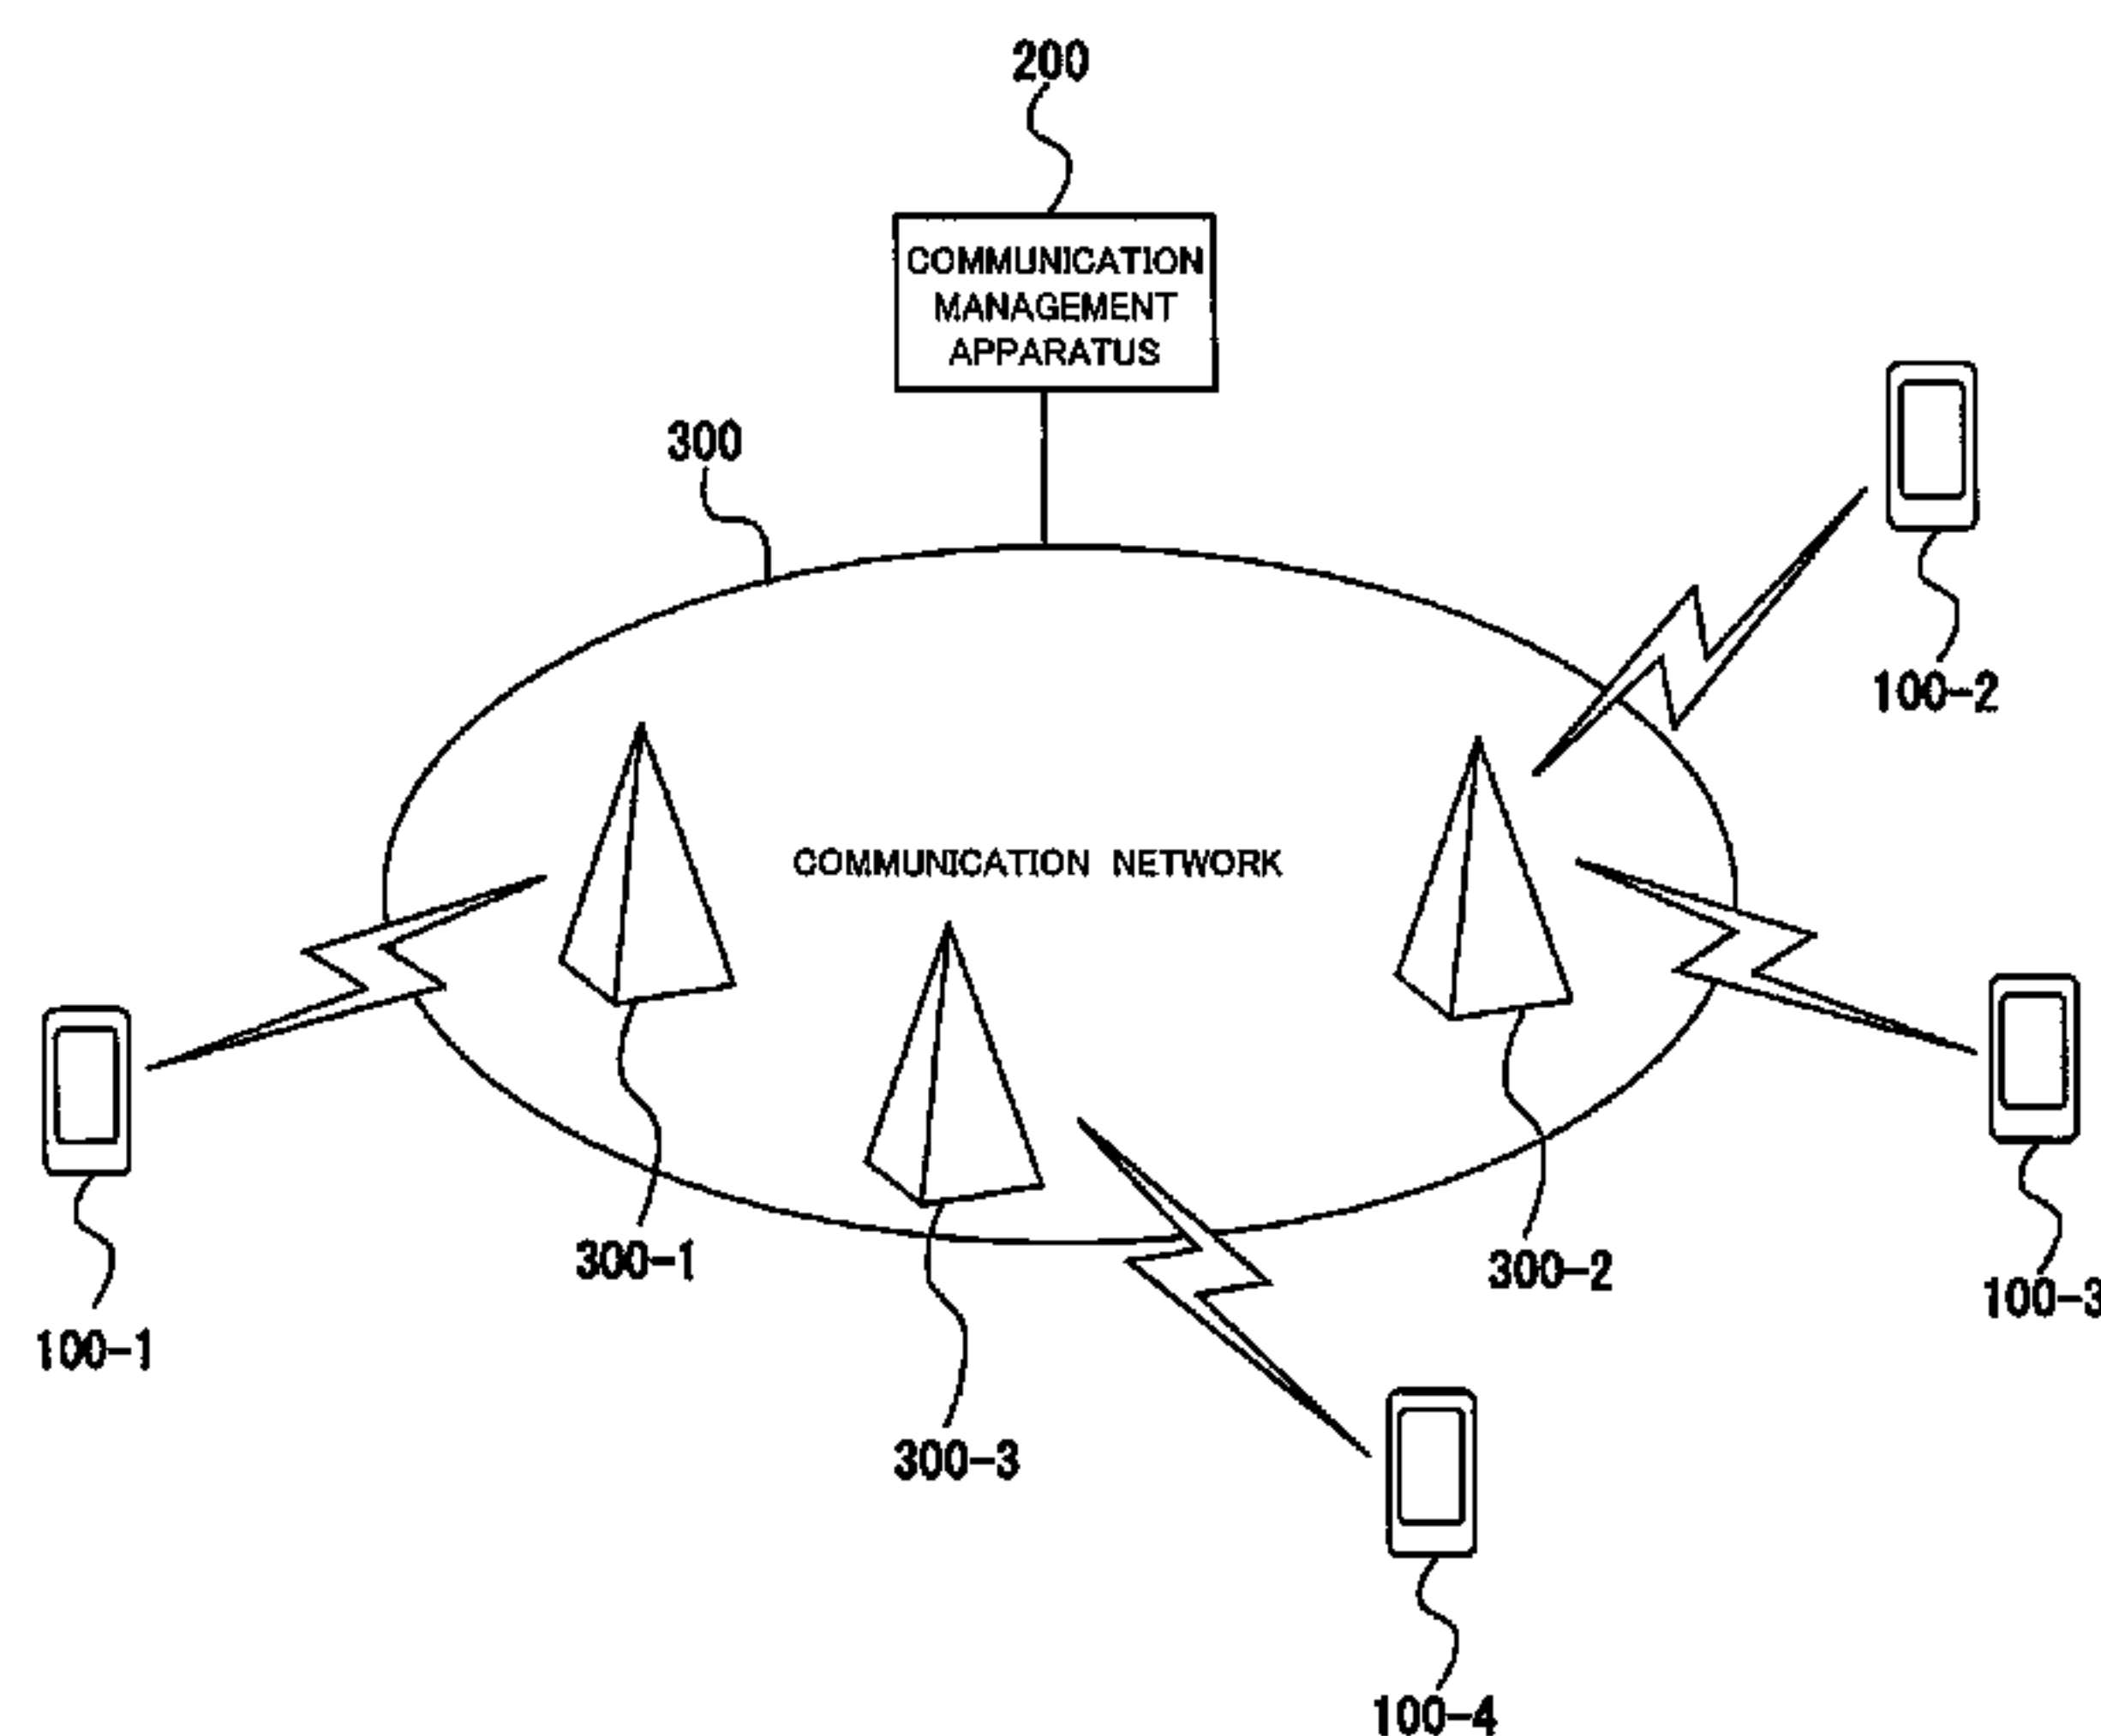 200
COMMUNICATION
MANAGEMENT
APPARATUS
300
100-2
COMMUNICATION NETWORK
300-1
300-2
100-3
100-1
300-3
100-4